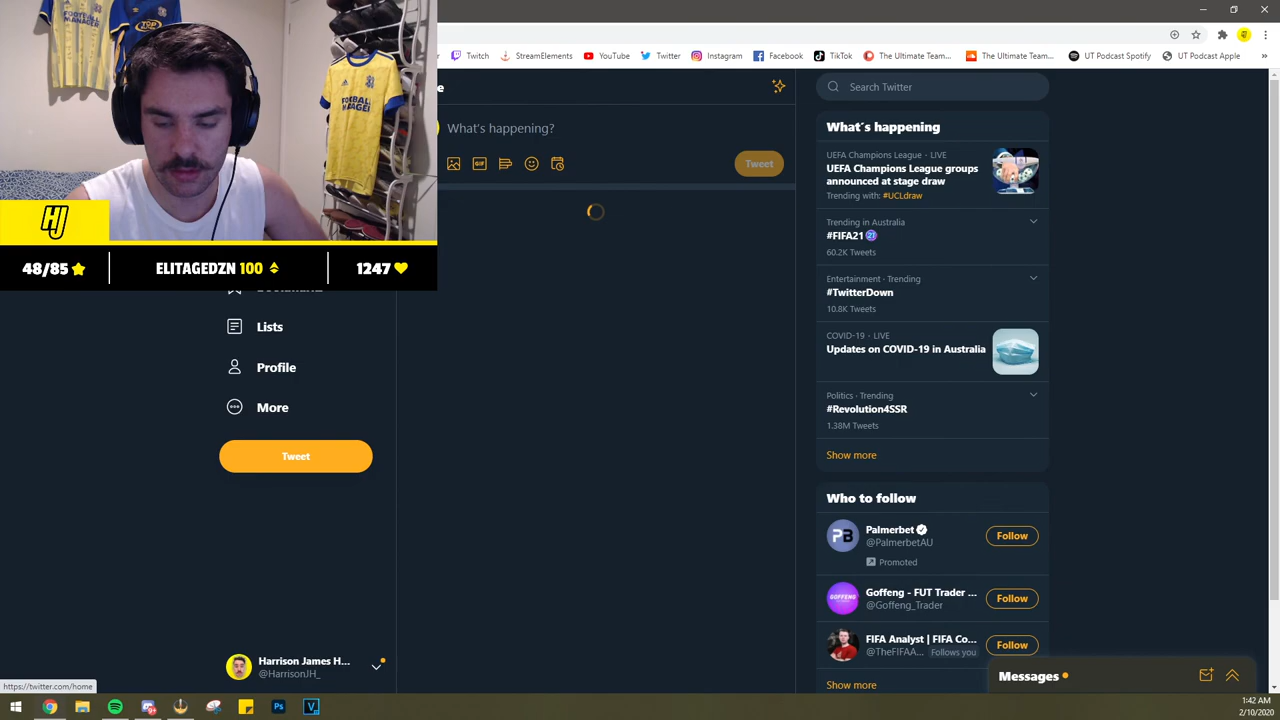 FOOTBALL
MANAGER
TOP
FOOTBALL
MANAGER
HJ
48/85
ELITAGEDZN 100
1247
Twitch
StreamElements
YouTube
Twitter
Instagram
Facebook
TikTok
The Ultimate Team...
The Ultimate Team...
UT Podcast Spotify
UT Podcast Apple
e
What's happening?
GIF
Tweet
Lists
Profile
More
Tweet
Harrison James H...
@HarrisonJH_
Search Twitter
What's happening
UEFA Champions League · LIVE
UEFA Champions League groups
announced at stage draw
Trending with: #UCLdraw
Trending in Australia
#FIFA21
60.2K Tweets
Entertainment · Trending
#TwitterDown
10.8K Tweets
COVID-19 · LIVE
Updates on COVID-19 in Australia
Politics · Trending
#Revolution4SSR
1.38M Tweets
Show more
Who to follow
Palmerbet
@PalmerbetAU
Promoted
Follow
Goffeng - FUT Trader ...
@Goffeng_Trader
Follow
FIFA Analyst | FIFA Co...
@TheFIFAA... Follows you
Follow
Show more
Messages
https://twitter.com/home
1:42 AM
2/10/2020